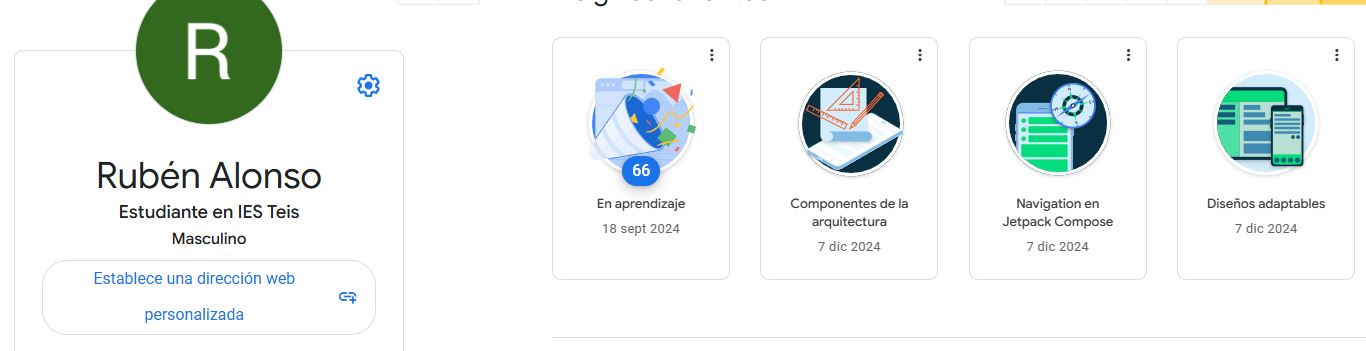 R
Rubén Alonso
Estudiante en IES Teis
Masculino
Establece una dirección web
personalizada
66
En aprendizaje
18 sept 2024
Componentes de la
arquitectura
7 dic 2024
Navigation en
Jetpack Compose
7 dic 2024
Diseños adaptables
7 dic 2024